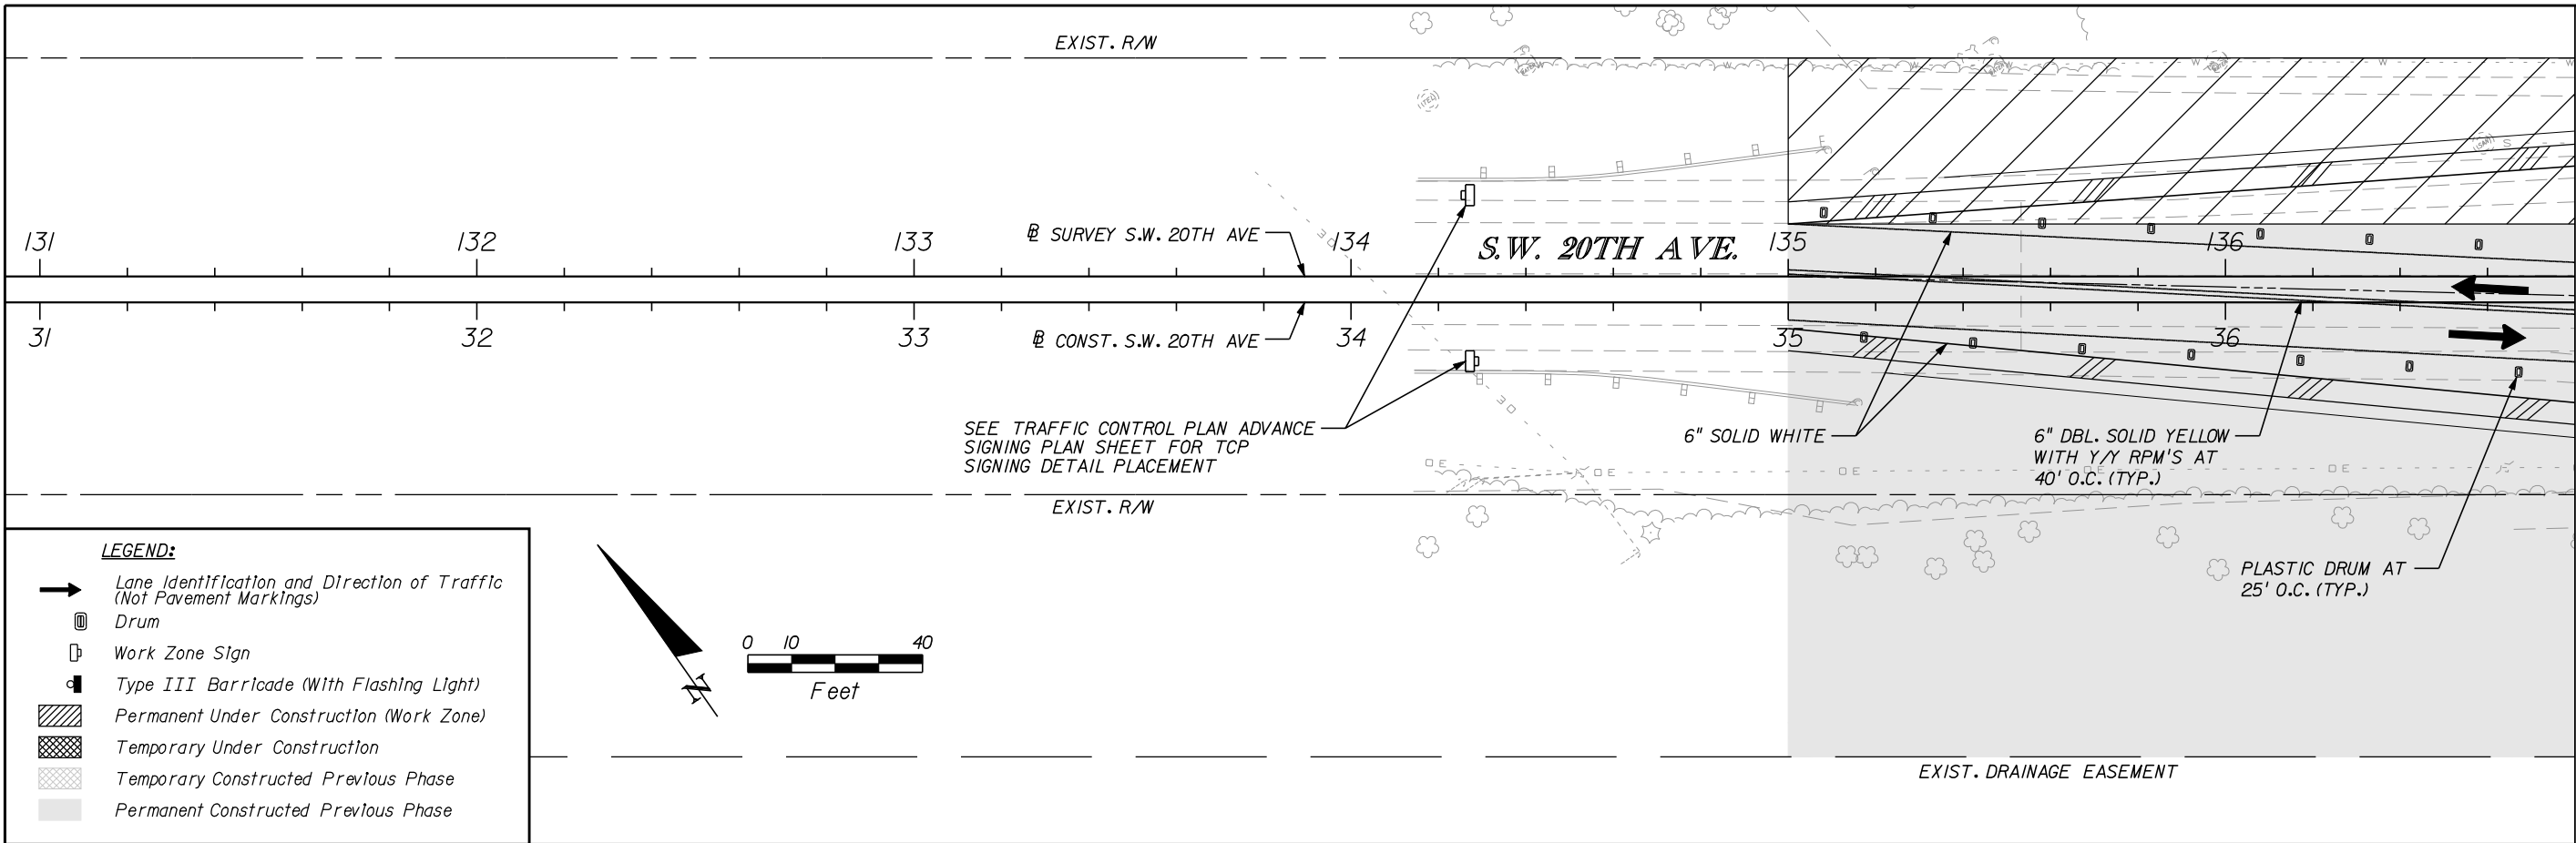 EXIST. R/W
131
132
133
134
135
136
℄ SURVEY S.W. 20TH AVE
S.W. 20TH AVE.
31
32
33
34
35
36
℄ CONST. S.W. 20TH AVE
SEE TRAFFIC CONTROL PLAN ADVANCE
SIGNING PLAN SHEET FOR TCP
SIGNING DETAIL PLACEMENT
6" SOLID WHITE
6" DBL. SOLID YELLOW
WITH Y/Y RPM'S AT
40' O.C. (TYP.)
EXIST. R/W
PLASTIC DRUM AT
25' O.C. (TYP.)
LEGEND:
Lane Identification and Direction of Traffic
(Not Pavement Markings)
Drum
Work Zone Sign
Type III Barricade (With Flashing Light)
Permanent Under Construction (Work Zone)
Temporary Under Construction
Temporary Constructed Previous Phase
Permanent Constructed Previous Phase
N
0 10 40
Feet
EXIST. DRAINAGE EASEMENT